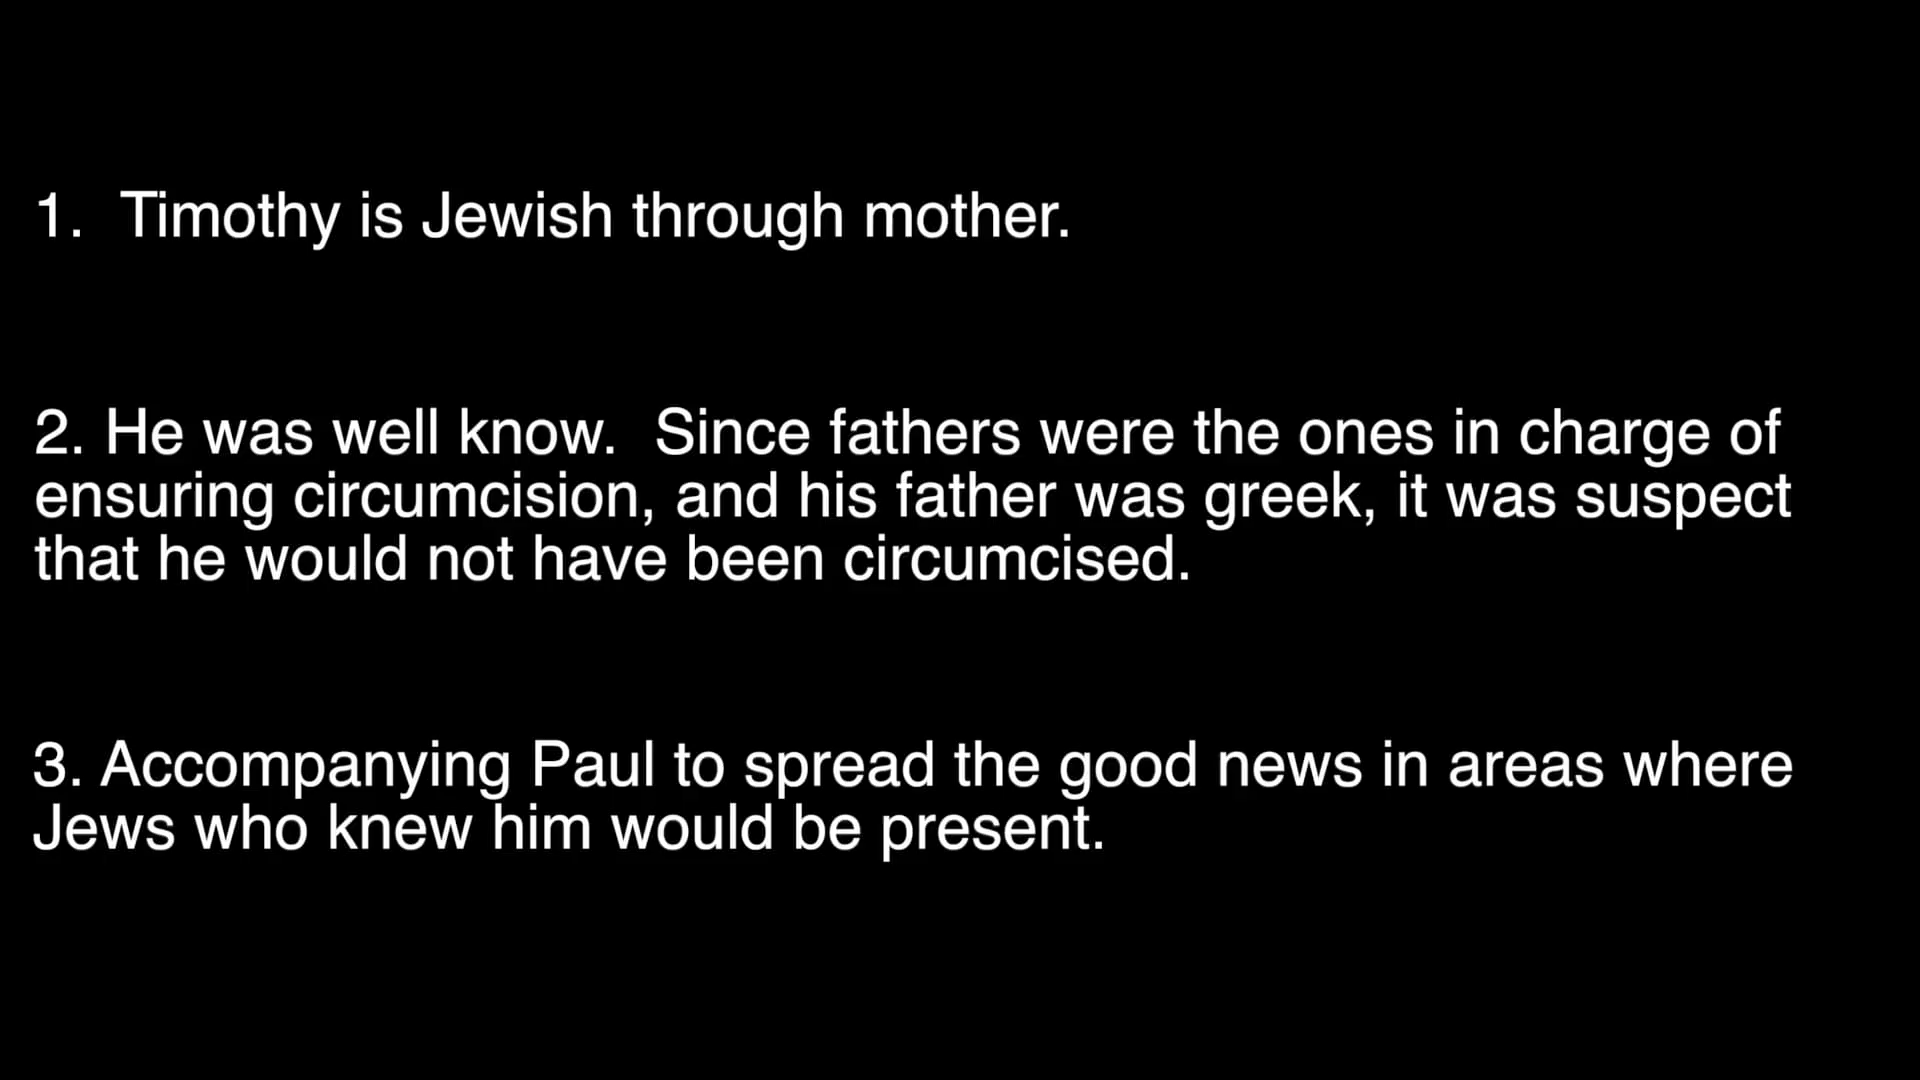 1.  Timothy is Jewish through mother.
2. He was well know.  Since fathers were the ones in charge of
ensuring circumcision, and his father was greek, it was suspect
that he would not have been circumcised.
3. Accompanying Paul to spread the good news in areas where
Jews who knew him would be present.